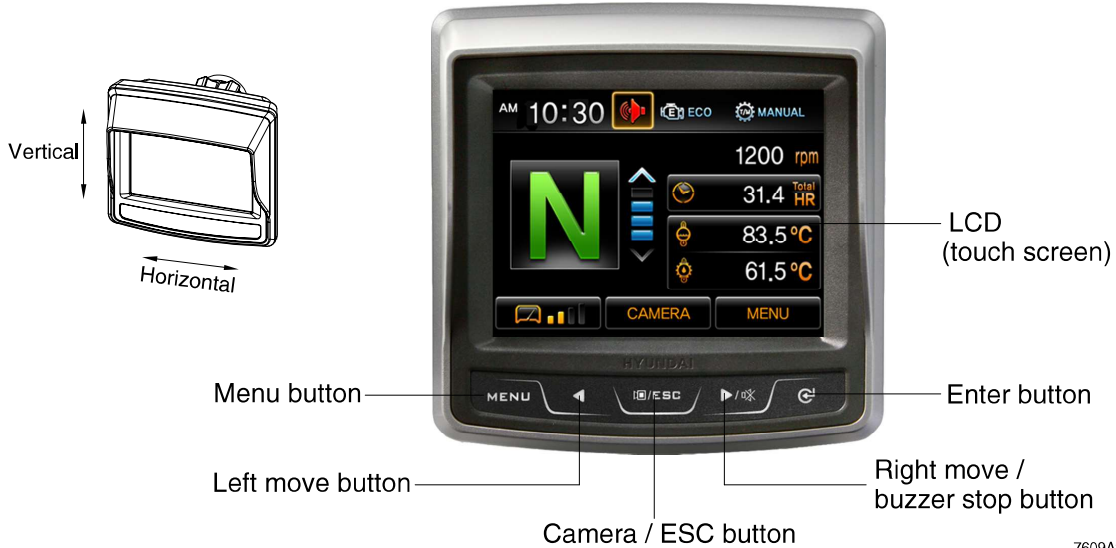 Vertical
Horizontal
AM 10:30 E ECO T/M MANUAL
1200 rpm
31.4 Total HR
83.5 °C
61.5 °C
N
CAMERA MENU
HYUNDAI
MENU /ESC /
LCD
(touch screen)
Menu button
Enter button
Left move button
Right move /
buzzer stop button
Camera / ESC button